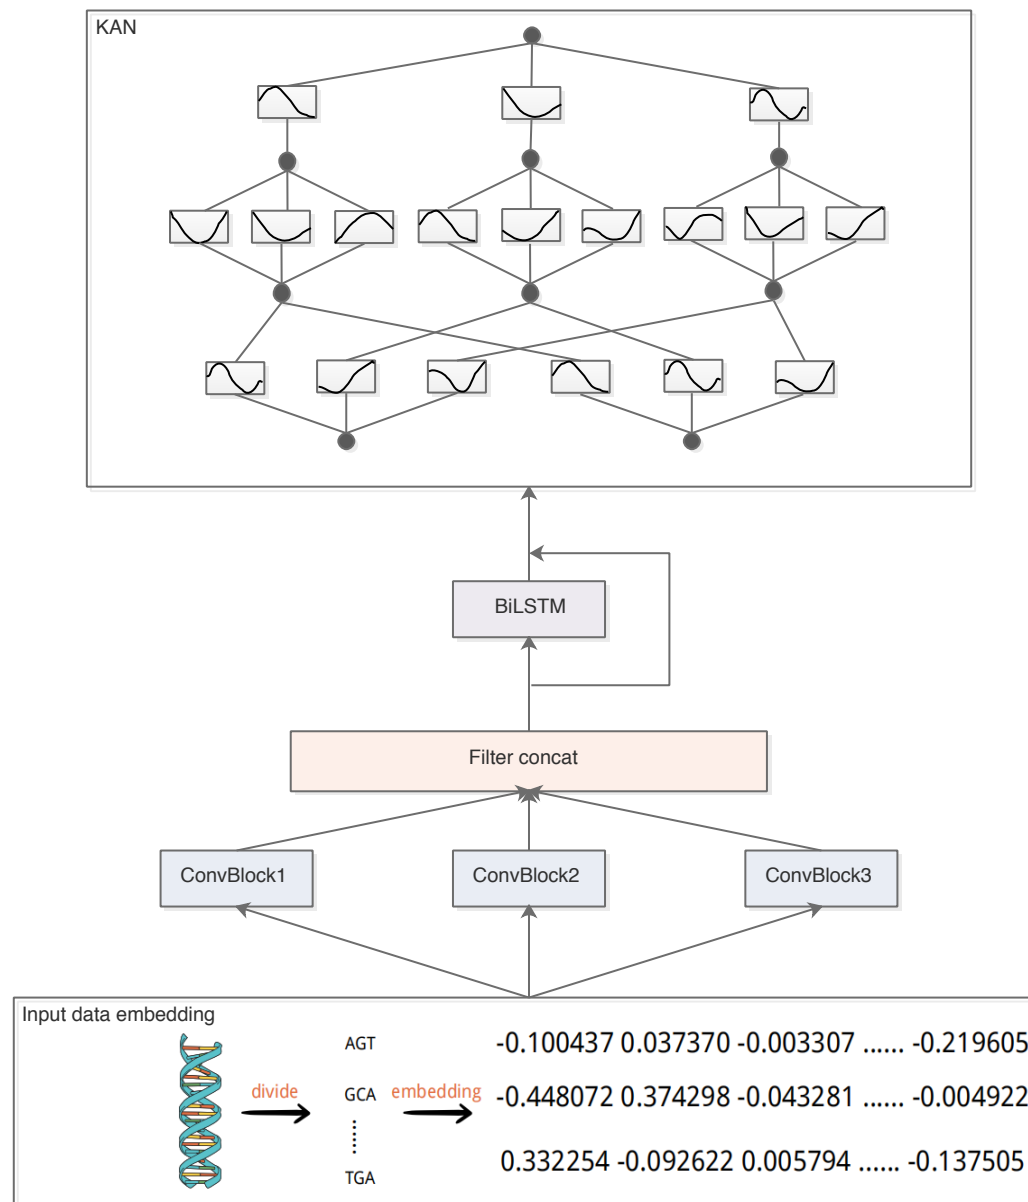 KAN
BiLSTM
Filter concat
ConvBlock1 ConvBlock2 ConvBlock3
Input data embedding
AGT -0.100437 0.037370 -0.003307 ...... -0.219605
divide GCA embedding -0.448072 0.374298 -0.043281 ...... -0.004922
TGA 0.332254 -0.092622 0.005794 ...... -0.137505